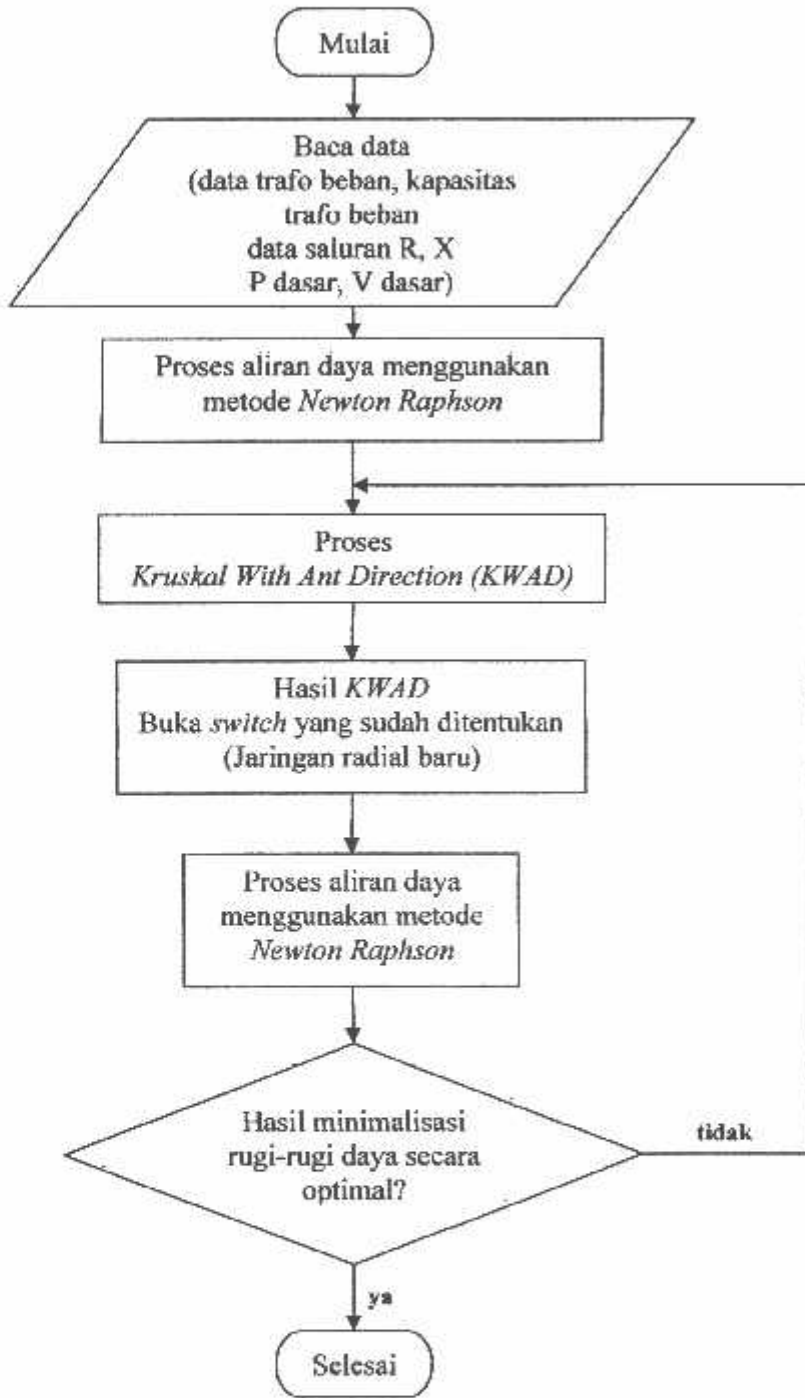 Mulai
Baca data
(data trafo beban, kapasitas
trafo beban
data saluran R, X
P dasar, V dasar)
Proses aliran daya menggunakan
metode Newton Raphson
Proses
Kruskal With Ant Direction (KWAD)
Hasil KWAD
Buka switch yang sudah ditentukan
(Jaringan radial baru)
Proses aliran daya
menggunakan metode
Newton Raphson
Hasil minimalisasi
rugi-rugi daya secara
optimal?
tidak
ya
Selesai